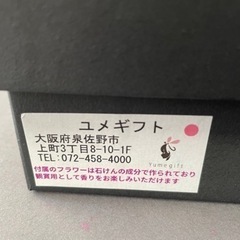 ユメギフト
大阪府泉佐野市
上町3丁目8-10-1F
TEL: 072-458-4000
Yumegift
付属のフラワーは石けんの成分で作られており
観賞用として香りをお楽しみいただけます